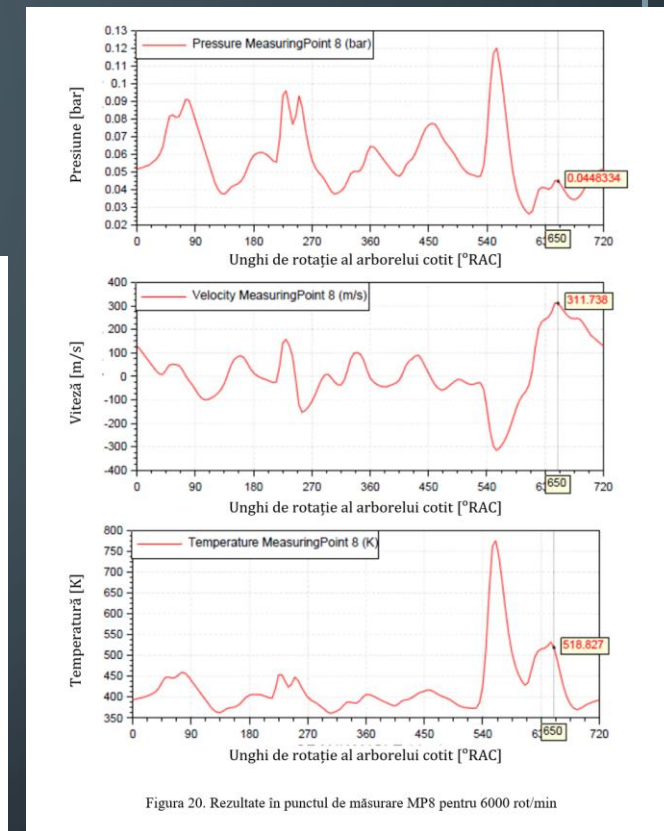 0.13
0.12
0.11
0.1
0.09
0.08
0.07
0.06
0.05
0.04
0.03
0.02
Presiune [bar]
Pressure MeasuringPoint 8 (bar)
0.0448334
0 90 180 270 360 450 540 650 720
Unghi de rotație al arborelui cotit [°RAC]
400
300
200
100
0
-100
-200
-300
-400
Viteză [m/s]
Velocity MeasuringPoint 8 (m/s)
311.738
0 90 180 270 360 450 540 650 720
Unghi de rotație al arborelui cotit [°RAC]
800
750
700
650
600
550
500
450
400
350
Temperatură [K]
Temperature MeasuringPoint 8 (K)
518.827
0 90 180 270 360 450 540 650 720
Unghi de rotație al arborelui cotit [°RAC]
Figura 20. Rezultate în punctul de măsurare MP8 pentru 6000 rot/min